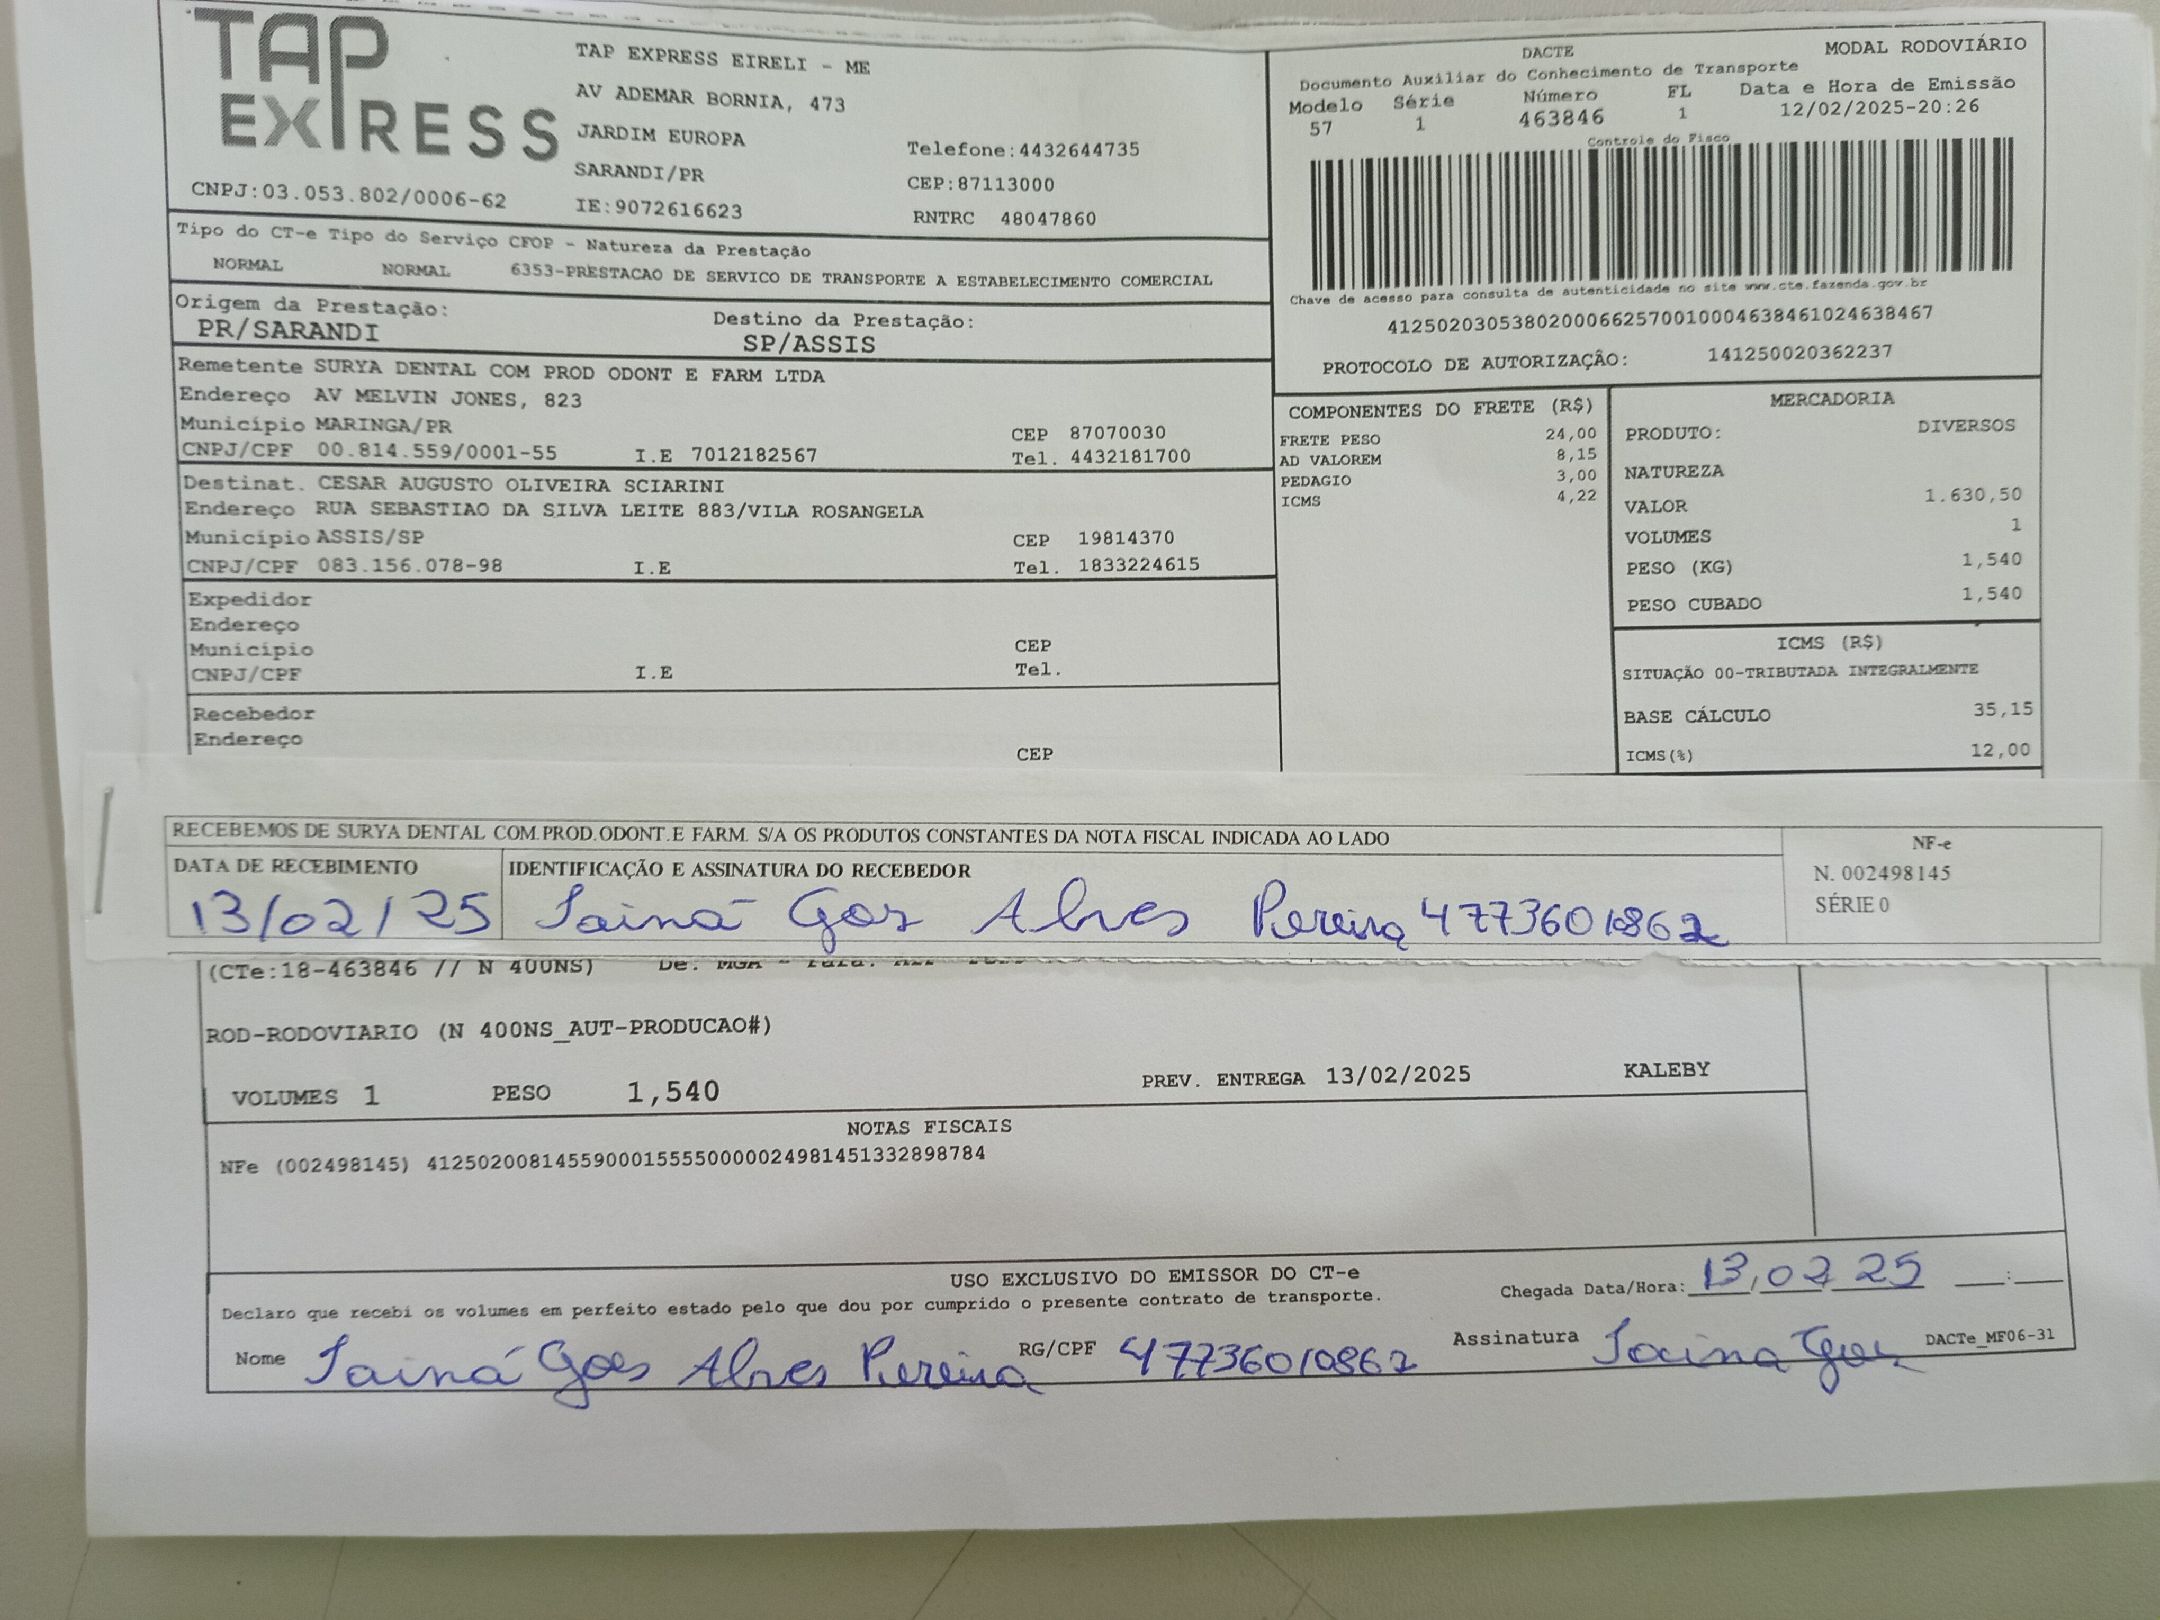 TAP
EXPRESS
CNPJ:03.053.802/0006-62
TAP EXPRESS EIRELI - ME
AV ADEMAR BORNIA, 473
JARDIM EUROPA
SARANDI/PR
IE:9072616623
Telefone:4432644735
CEP:87113000
RNTRC 48047860
DACTE MODAL RODOVIÁRIO
Documento Auxiliar do Conhecimento de Transporte
Modelo Série Número FL Data e Hora de Emissão
57 1 463846 1 12/02/2025-20:26
Controle do Fisco
Chave de acesso para consulta de autenticidade no site www.cte.fazenda.gov.br
41250203053802000662570010004638461024638467
PROTOCOLO DE AUTORIZAÇÃO: 141250020362237
Tipo do CT-e Tipo do Serviço CFOP - Natureza da Prestação
NORMAL NORMAL 6353-PRESTACAO DE SERVICO DE TRANSPORTE A ESTABELECIMENTO COMERCIAL
Origem da Prestação: Destino da Prestação:
PR/SARANDI SP/ASSIS
Remetente SURYA DENTAL COM PROD ODONT E FARM LTDA
Endereço AV MELVIN JONES, 823
Município MARINGA/PR CEP 87070030
CNPJ/CPF 00.814.559/0001-55 I.E 7012182567 Tel. 4432181700
Destinat. CESAR AUGUSTO OLIVEIRA SCIARINI
Endereço RUA SEBASTIAO DA SILVA LEITE 883/VILA ROSANGELA
Município ASSIS/SP CEP 19814370
CNPJ/CPF 083.156.078-98 I.E Tel. 1833224615
Expedidor
Endereço
Município CEP
CNPJ/CPF I.E Tel.
Recebedor
Endereço
CEP
COMPONENTES DO FRETE (R$)
FRETE PESO 24,00
AD VALOREM 8,15
PEDAGIO 3,00
ICMS 4,22
MERCADORIA
PRODUTO: DIVERSOS
NATUREZA
VALOR 1.630,50
VOLUMES 1
PESO (KG) 1,540
PESO CUBADO 1,540
ICMS (R$)
SITUAÇÃO 00-TRIBUTADA INTEGRALMENTE
BASE CÁLCULO 35,15
ICMS(%) 12,00
RECEBEMOS DE SURYA DENTAL COM.PROD.ODONT.E FARM. S/A OS PRODUTOS CONSTANTES DA NOTA FISCAL INDICADA AO LADO
DATA DE RECEBIMENTO IDENTIFICAÇÃO E ASSINATURA DO RECEBEDOR
13/02/25 Tainá Goes Alves Pereira 47736010862
NF-e
N. 002498145
SÉRIE 0
(CTe:18-463846 // N 400NS) De: MGA -
ROD-RODOVIARIO (N 400NS_AUT-PRODUCAO#)
VOLUMES 1 PESO 1,540 PREV. ENTREGA 13/02/2025 KALEBY
NOTAS FISCAIS
NFe (002498145) 41250200814559000155550000024981451332898784
USO EXCLUSIVO DO EMISSOR DO CT-e
Declaro que recebi os volumes em perfeito estado pelo que dou por cumprido o presente contrato de transporte.
Chegada Data/Hora: 13/02/25 __:__
Nome Tainá Goes Alves Pereira RG/CPF 47736010862 Assinatura Tainá Goes DACTe_MF06-31